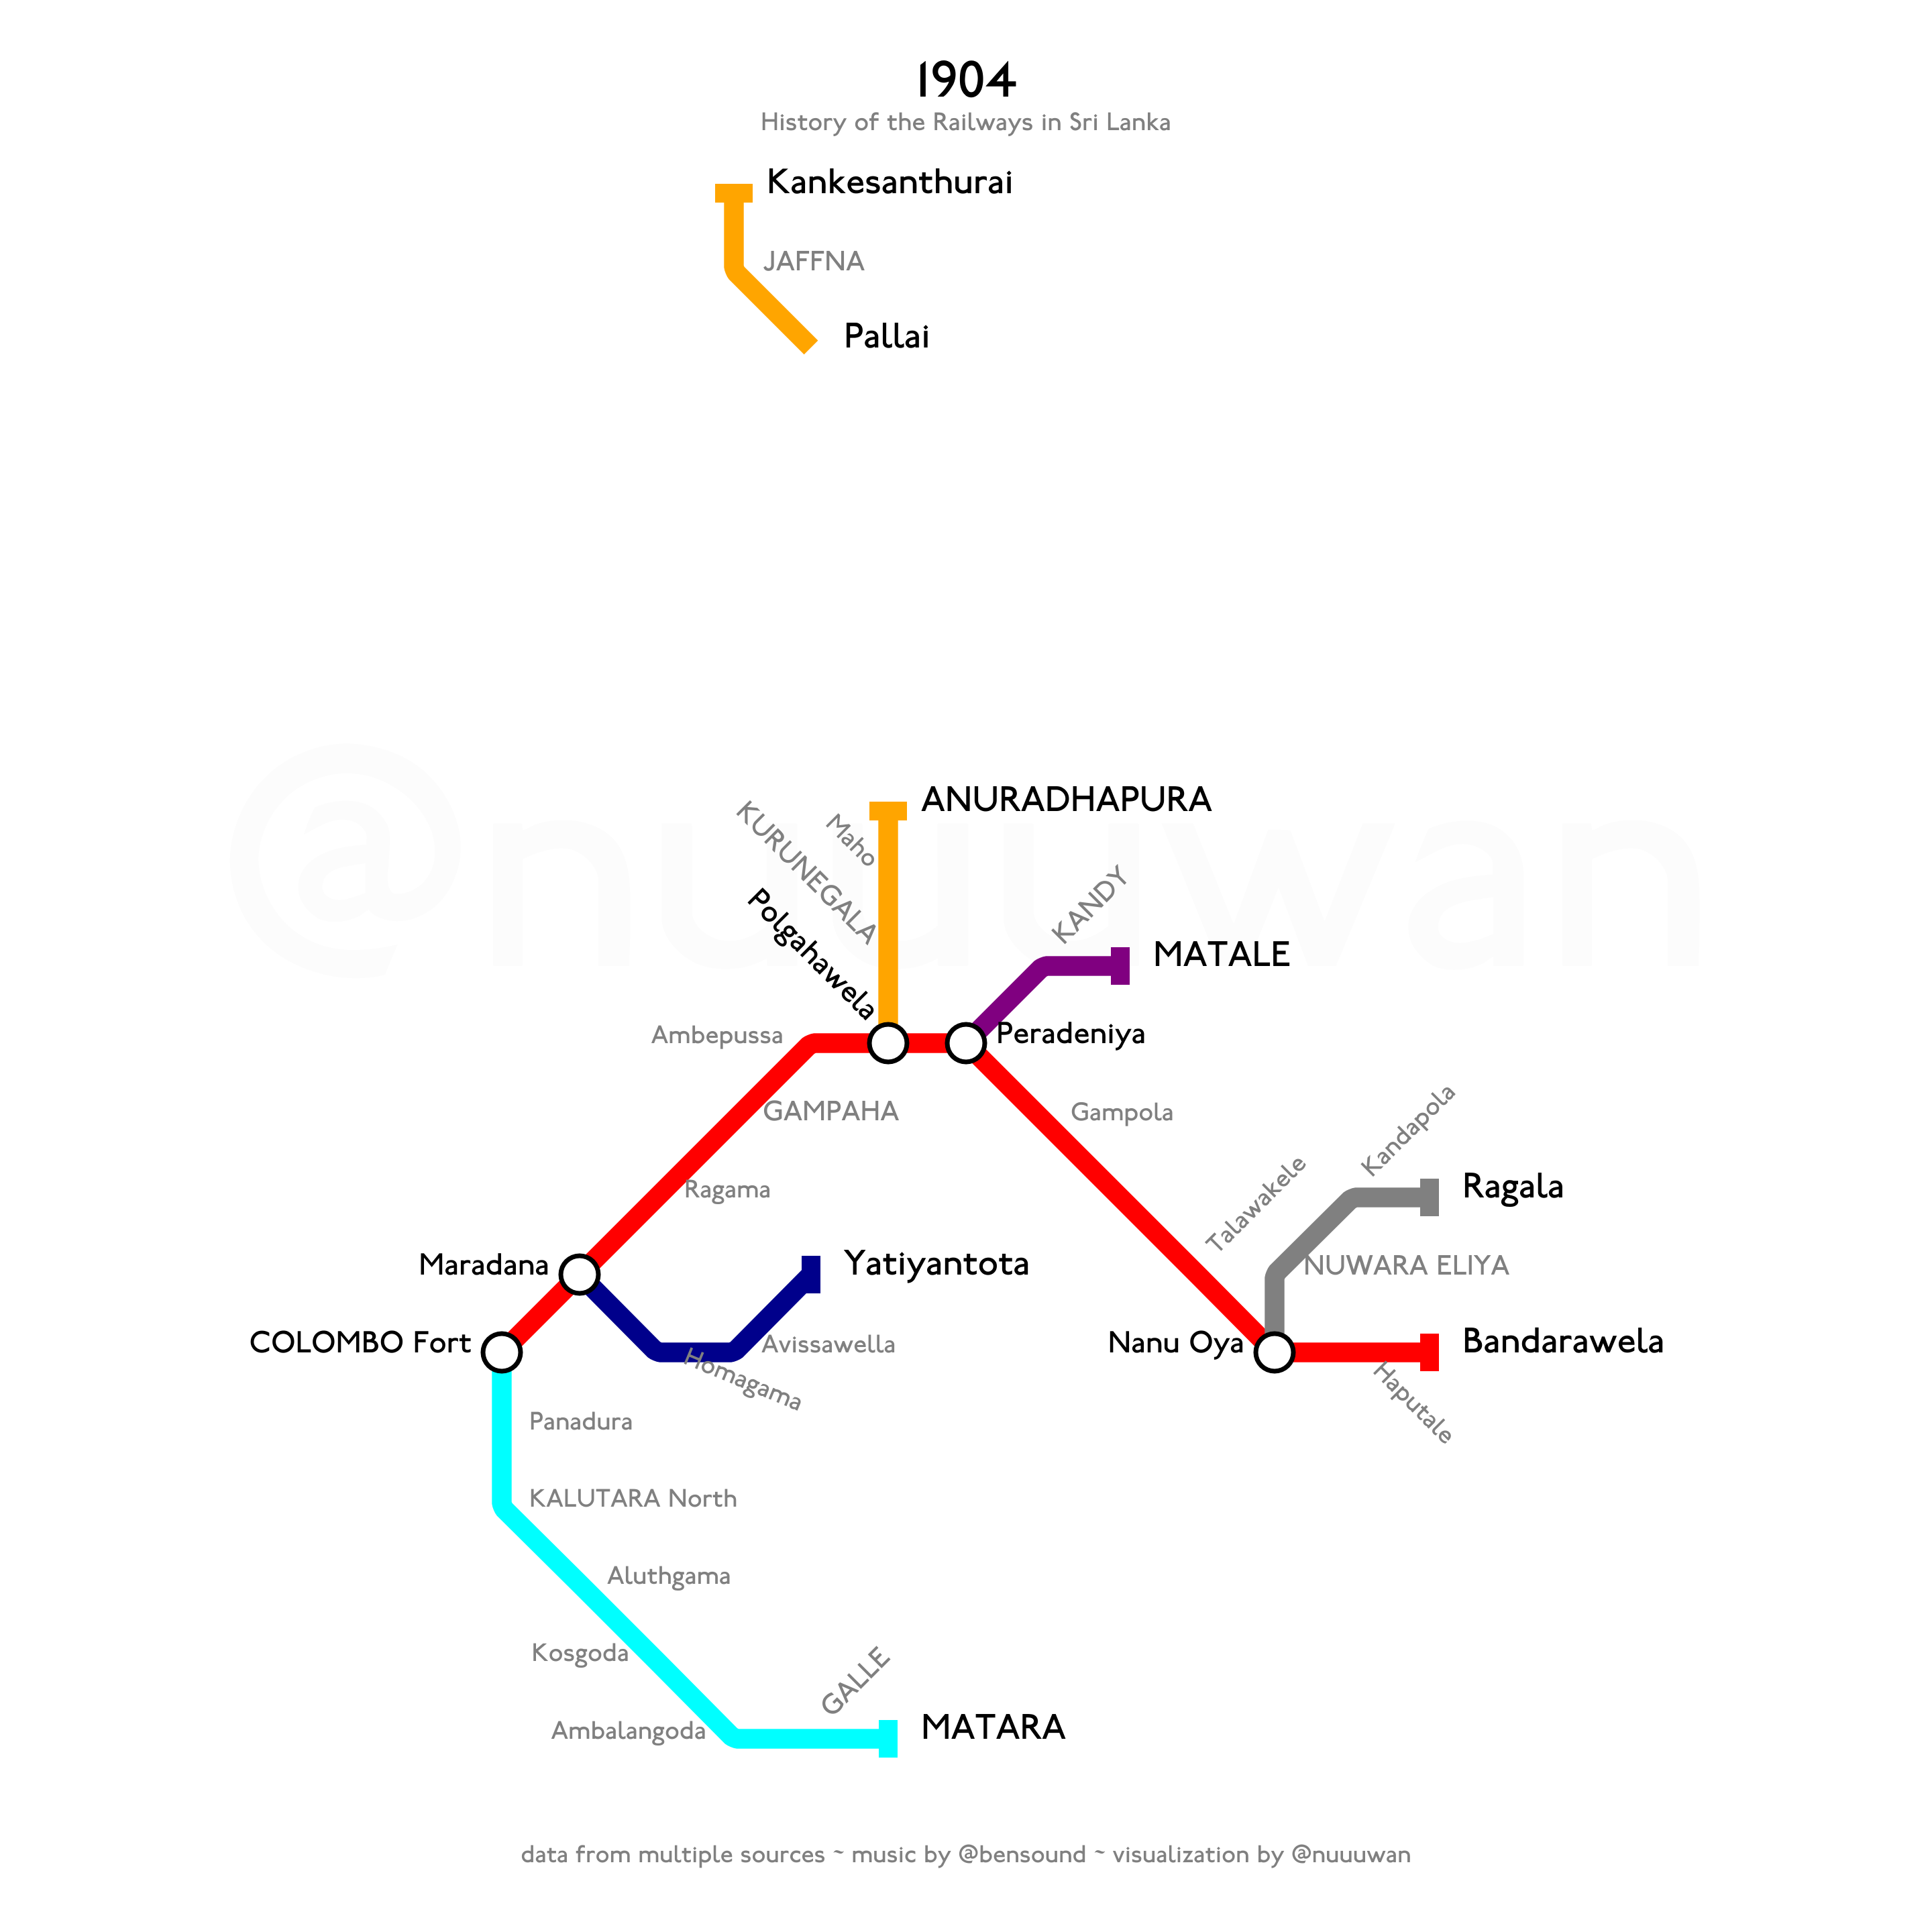 1904
History of the Railways in Sri Lanka
Kankesanthurai
JAFFNA
Pallai
@nuuuwan
ANURADHAPURA
Maho
KURUNEGALA
KANDY
Polgahawela
MATALE
Ambepussa
Peradeniya
GAMPAHA
Gampola
Kandapola
Ragama
Talawakele
Ragala
Maradana
Yatiyantota
NUWARA ELIYA
COLOMBO Fort
Avissawella
Nanu Oya
Bandarawela
Homagama
Haputale
Panadura
KALUTARA North
Aluthgama
Kosgoda
GALLE
Ambalangoda
MATARA
data from multiple sources ~ music by @bensound ~ visualization by @nuuuwan